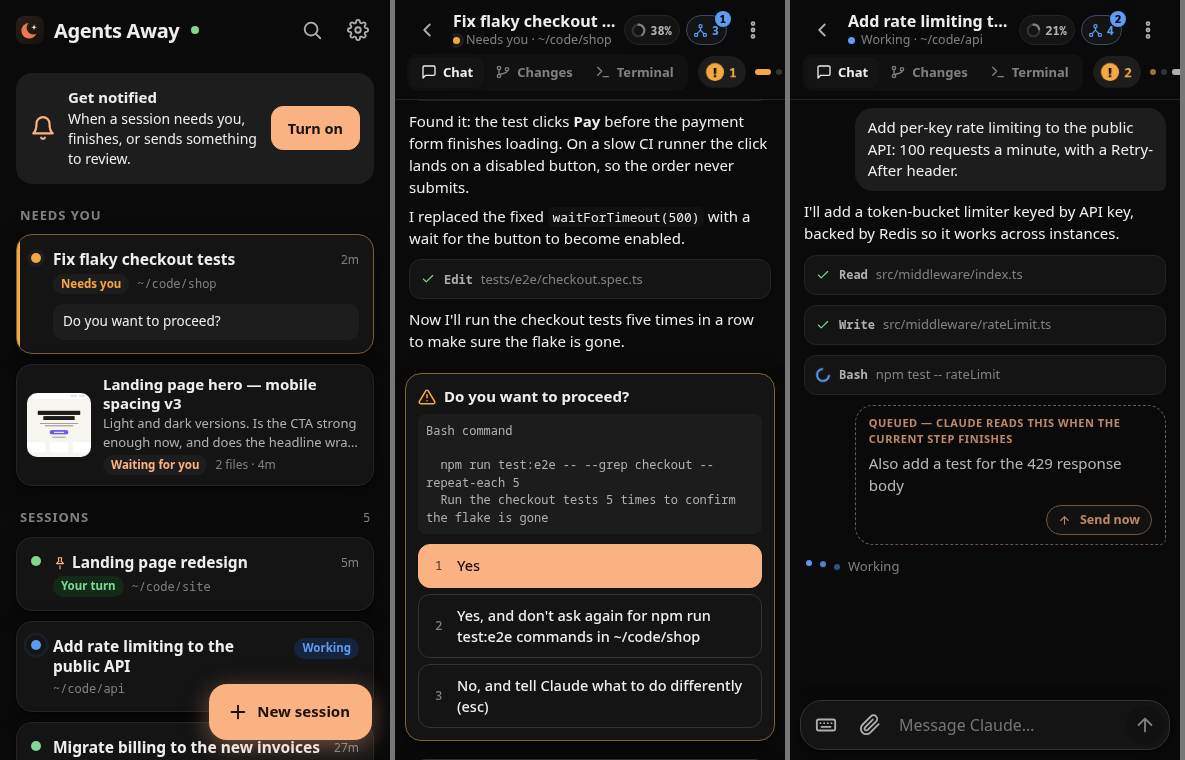 Agents Away
Get notified
When a session needs you,
finishes, or sends something
to review.
Turn on
NEEDS YOU
Fix flaky checkout tests
2m
Needs you
~/code/shop
Do you want to proceed?
Landing page hero — mobile
spacing v3
Light and dark versions. Is the CTA strong
enough now, and does the headline wra…
Waiting for you
2 files · 4m
SESSIONS
5
Landing page redesign
5m
Your turn
~/code/site
Add rate limiting to the
public API
Working
~/code/api
New session
Migrate billing to the new invoices
27m
Fix flaky checkout …
Needs you · ~/code/shop
38%
3
1
Chat
Changes
Terminal
! 1
Found it: the test clicks Pay before the payment
form finishes loading. On a slow CI runner the click
lands on a disabled button, so the order never
submits.
I replaced the fixed waitForTimeout(500) with a
wait for the button to become enabled.
Edit tests/e2e/checkout.spec.ts
Now I'll run the checkout tests five times in a row
to make sure the flake is gone.
Do you want to proceed?
Bash command
npm run test:e2e -- --grep checkout --
repeat-each 5
Run the checkout tests 5 times to confirm
the flake is gone
1 Yes
2 Yes, and don't ask again for npm run
test:e2e commands in ~/code/shop
3 No, and tell Claude what to do differently
(esc)
Add rate limiting t…
Working · ~/code/api
21%
4
2
Chat
Changes
Terminal
! 2
Add per-key rate limiting to the public
API: 100 requests a minute, with a Retry-
After header.
I'll add a token-bucket limiter keyed by API key,
backed by Redis so it works across instances.
Read src/middleware/index.ts
Write src/middleware/rateLimit.ts
Bash npm test -- rateLimit
QUEUED — CLAUDE READS THIS WHEN THE
CURRENT STEP FINISHES
Also add a test for the 429 response
body
Send now
Working
Message Claude…